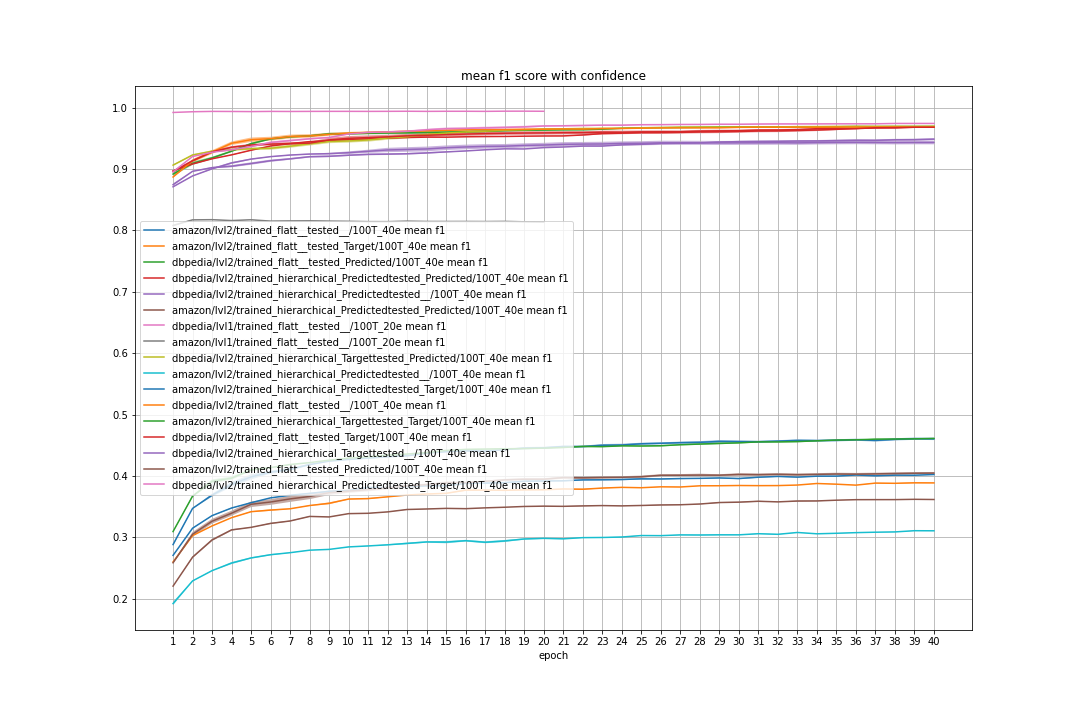 mean f1 score with confidence
1.0
0.9
0.8
0.7
0.6
0.5
0.4
0.3
0.2
amazon/lvl2/trained_flatt__tested__/100T_40e mean f1
amazon/lvl2/trained_flatt__tested_Target/100T_40e mean f1
dbpedia/lvl2/trained_flatt__tested_Predicted/100T_40e mean f1
dbpedia/lvl2/trained_hierarchical_Predictedtested_Predicted/100T_40e mean f1
dbpedia/lvl2/trained_hierarchical_Predictedtested__/100T_40e mean f1
amazon/lvl2/trained_hierarchical_Predictedtested_Predicted/100T_40e mean f1
dbpedia/lvl1/trained_flatt__tested__/100T_20e mean f1
amazon/lvl1/trained_flatt__tested__/100T_20e mean f1
dbpedia/lvl2/trained_hierarchical_Targettested_Predicted/100T_40e mean f1
amazon/lvl2/trained_hierarchical_Predictedtested__/100T_40e mean f1
amazon/lvl2/trained_hierarchical_Predictedtested_Target/100T_40e mean f1
dbpedia/lvl2/trained_flatt__tested__/100T_40e mean f1
amazon/lvl2/trained_hierarchical_Targettested_Target/100T_40e mean f1
dbpedia/lvl2/trained_flatt__tested_Target/100T_40e mean f1
dbpedia/lvl2/trained_hierarchical_Targettested__/100T_40e mean f1
amazon/lvl2/trained_flatt__tested_Predicted/100T_40e mean f1
dbpedia/lvl2/trained_hierarchical_Predictedtested_Target/100T_40e mean f1
1 2 3 4 5 6 7 8 9 10 11 12 13 14 15 16 17 18 19 20 21 22 23 24 25 26 27 28 29 30 31 32 33 34 35 36 37 38 39 40
epoch